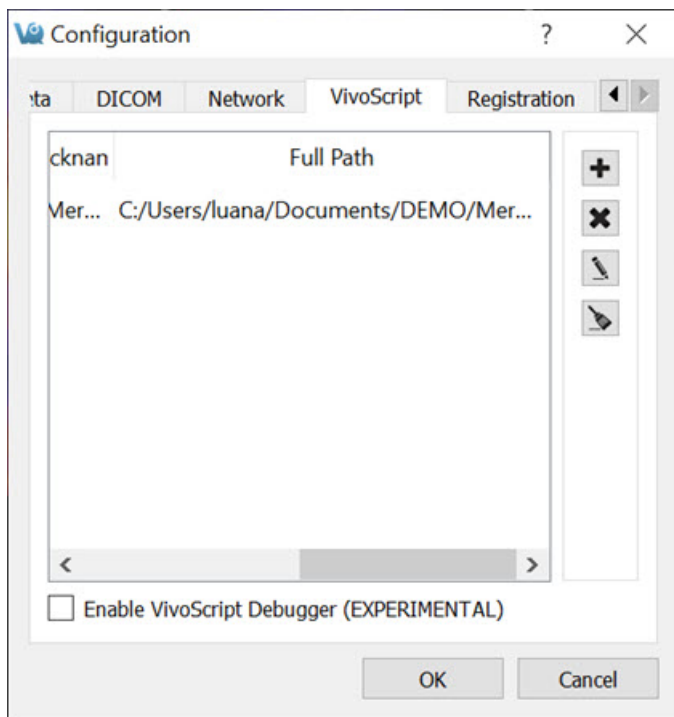 Configuration
ta DICOM Network VivoScript Registration
cknan Full Path
Mer... C:/Users/luana/Documents/DEMO/Mer...
Enable VivoScript Debugger (EXPERIMENTAL)
OK Cancel